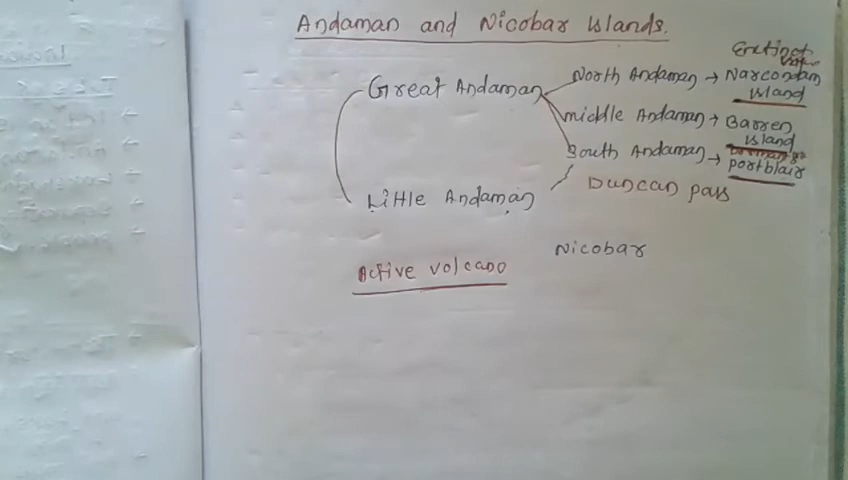 Andaman and Nicobar Islands.
Extinct
Great Andaman North Andaman → Narcondam
Island
middle Andaman → Barren
Island
South Andaman → Portblair
Little Andaman Duncan pass
Nicobar
Active volcano